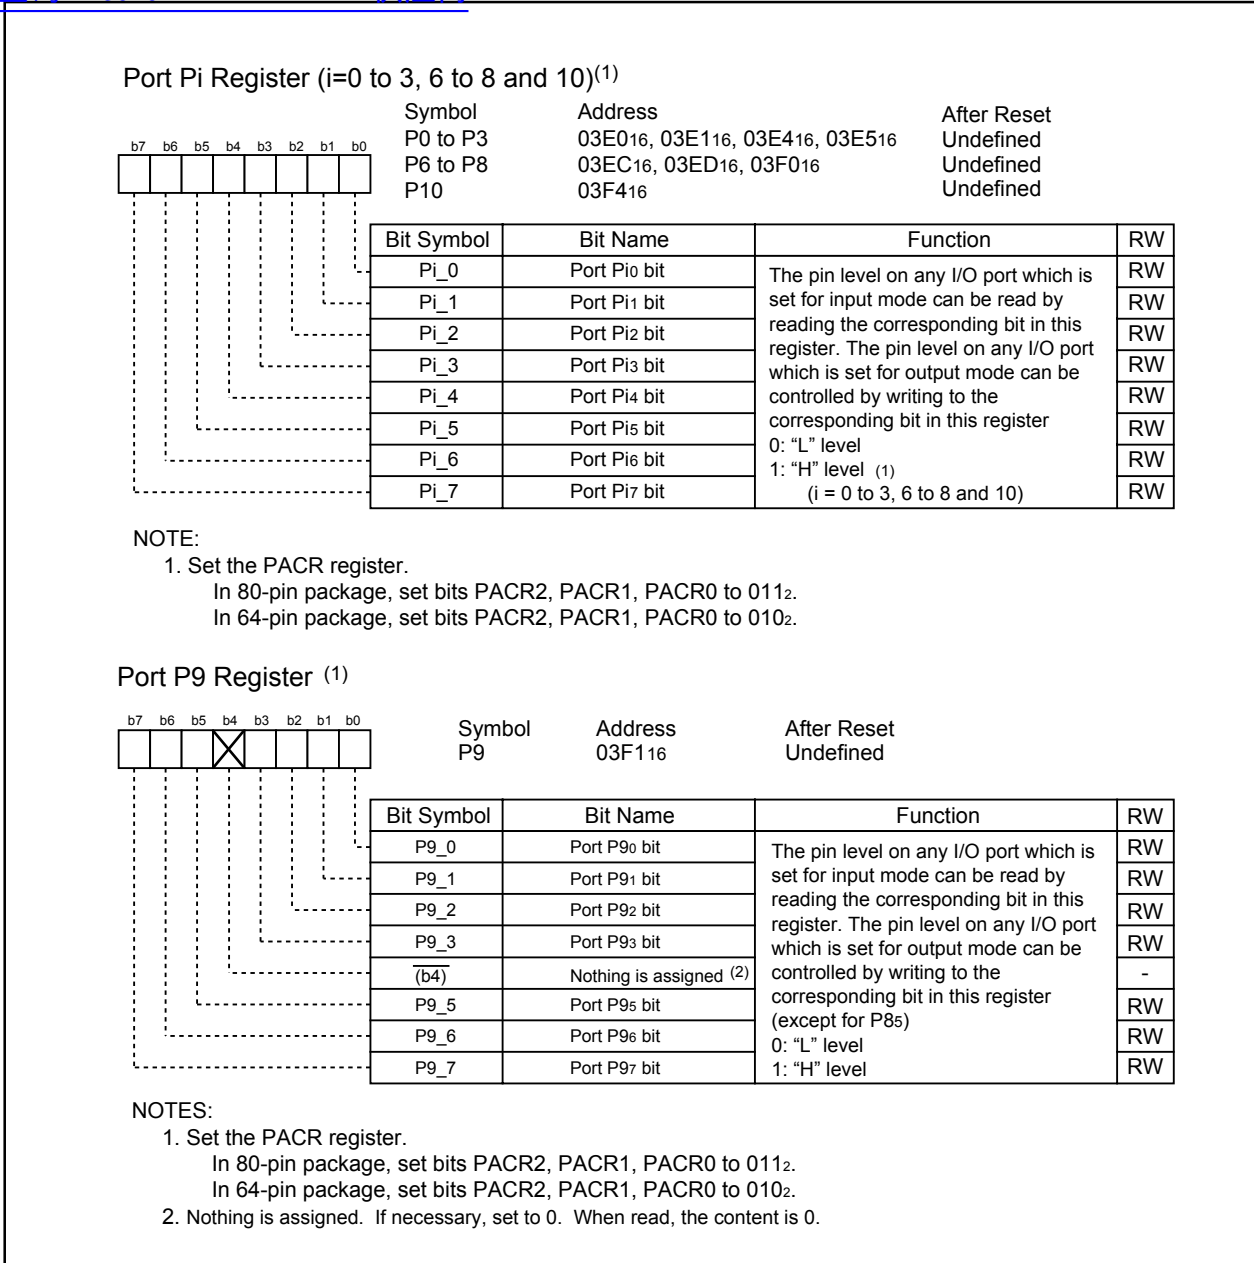 Port Pi Register (i=0 to 3, 6 to 8 and 10)(1)
Symbol Address After Reset
P0 to P3 03E016, 03E116, 03E416, 03E516 Undefined
P6 to P8 03EC16, 03ED16, 03F016 Undefined
P10 03F416 Undefined
b7 b6 b5 b4 b3 b2 b1 b0
Bit Symbol Bit Name Function RW
Pi_0 Port Pi0 bit RW
Pi_1 Port Pi1 bit RW
Pi_2 Port Pi2 bit RW
Pi_3 Port Pi3 bit RW
Pi_4 Port Pi4 bit RW
Pi_5 Port Pi5 bit RW
Pi_6 Port Pi6 bit RW
Pi_7 Port Pi7 bit RW
The pin level on any I/O port which is
set for input mode can be read by
reading the corresponding bit in this
register. The pin level on any I/O port
which is set for output mode can be
controlled by writing to the
corresponding bit in this register
0: “L” level
1: “H” level (1)
(i = 0 to 3, 6 to 8 and 10)
NOTE:
1. Set the PACR register.
In 80-pin package, set bits PACR2, PACR1, PACR0 to 0112.
In 64-pin package, set bits PACR2, PACR1, PACR0 to 0102.
Port P9 Register (1)
b7 b6 b5 b4 b3 b2 b1 b0
Symbol Address After Reset
P9 03F116 Undefined
Bit Symbol Bit Name Function RW
P9_0 Port P90 bit RW
P9_1 Port P91 bit RW
P9_2 Port P92 bit RW
P9_3 Port P93 bit RW
(b4) Nothing is assigned (2) -
P9_5 Port P95 bit RW
P9_6 Port P96 bit RW
P9_7 Port P97 bit RW
The pin level on any I/O port which is
set for input mode can be read by
reading the corresponding bit in this
register. The pin level on any I/O port
which is set for output mode can be
controlled by writing to the
corresponding bit in this register
(except for P85)
0: “L” level
1: “H” level
NOTES:
1. Set the PACR register.
In 80-pin package, set bits PACR2, PACR1, PACR0 to 0112.
In 64-pin package, set bits PACR2, PACR1, PACR0 to 0102.
2. Nothing is assigned. If necessary, set to 0. When read, the content is 0.